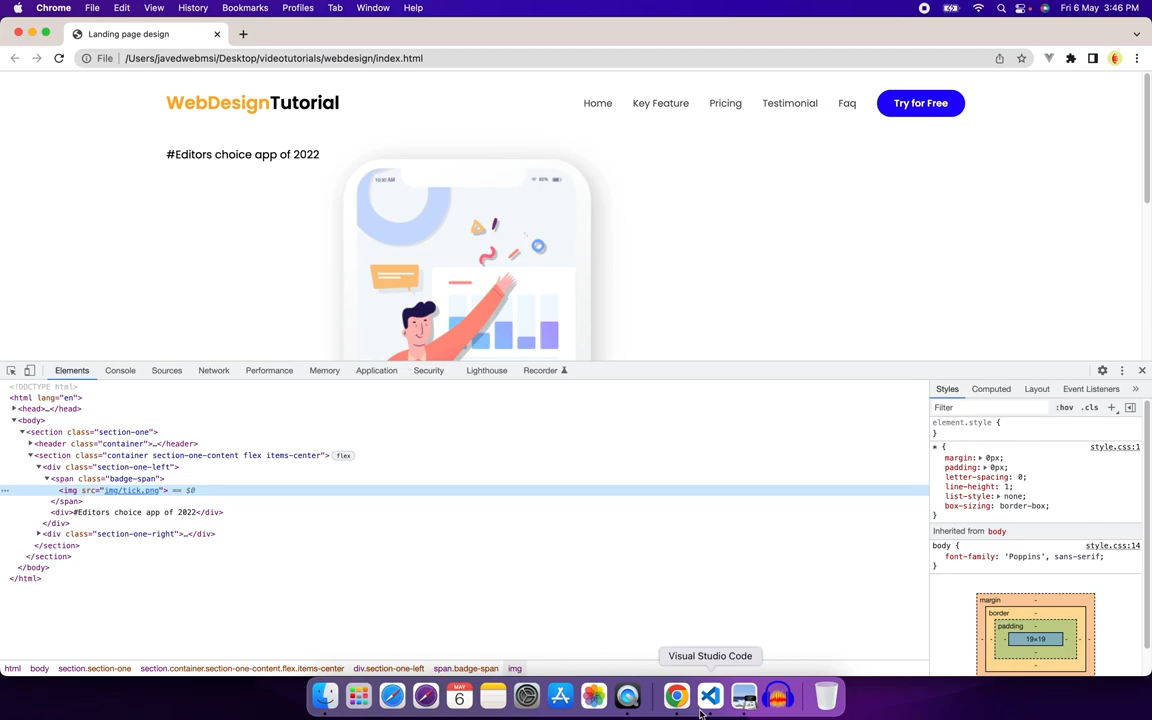 Chrome File Edit View History Bookmarks Profiles Tab Window Help Fri 6 May 3:46 PM
Landing page design
File /Users/javedwebmsi/Desktop/videotutorials/webdesign/index.html
WebDesignTutorial Home Key Feature Pricing Testimonial Faq Try for Free
#Editors choice app of 2022
10:30 AM 82%
Elements Console Sources Network Performance Memory Application Security Lighthouse Recorder
<!DOCTYPE html>
<html lang="en">
<head>…</head>
<body>
<section class="section-one">
<header class="container">…</header>
<section class="container section-one-content flex items-center"> flex
<div class="section-one-left">
<span class="badge-span">
<img src="img/tick.png"> == $0
</span>
<div>#Editors choice app of 2022</div>
</div>
<div class="section-one-right">…</div>
</section>
</section>
</body>
</html>
Styles Computed Layout Event Listeners »
Filter :hov .cls +
element.style {
}
* { style.css:1
margin: 0px;
padding: 0px;
letter-spacing: 0;
line-height: 1;
list-style: none;
box-sizing: border-box;
}
Inherited from body
body { style.css:14
font-family: 'Poppins', sans-serif;
}
margin -
border -
padding -
19×19
html body section.section-one section.container.section-one-content.flex.items-center div.section-one-left span.badge-span img
Visual Studio Code
MAY
6